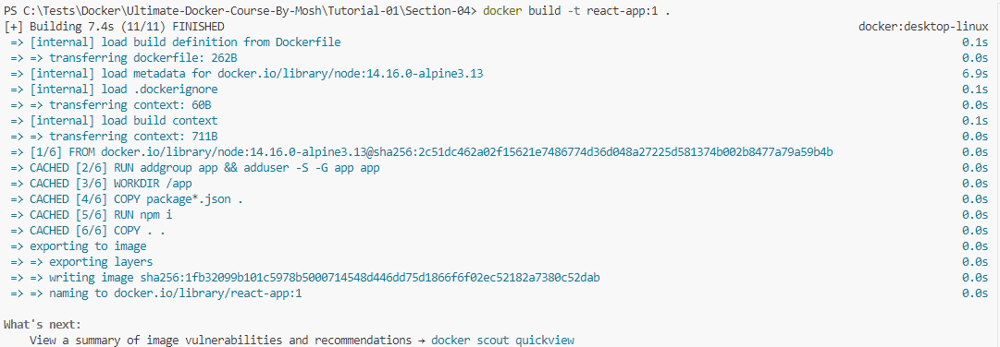 PS C:\Tests\Docker\Ultimate-Docker-Course-By-Mosh\Tutorial-01\Section-04> docker build -t react-app:1 .
[+] Building 7.4s (11/11) FINISHED docker:desktop-linux
=> [internal] load build definition from Dockerfile 0.1s
=> => transferring dockerfile: 262B 0.0s
=> [internal] load metadata for docker.io/library/node:14.16.0-alpine3.13 6.9s
=> [internal] load .dockerignore 0.1s
=> => transferring context: 60B 0.0s
=> [internal] load build context 0.1s
=> => transferring context: 711B 0.0s
=> [1/6] FROM docker.io/library/node:14.16.0-alpine3.13@sha256:2c51dc462a02f15621e7486774d36d048a27225d581374b002b8477a79a59b4b 0.0s
=> CACHED [2/6] RUN addgroup app && adduser -S -G app app 0.0s
=> CACHED [3/6] WORKDIR /app 0.0s
=> CACHED [4/6] COPY package*.json . 0.0s
=> CACHED [5/6] RUN npm i 0.0s
=> CACHED [6/6] COPY . . 0.0s
=> exporting to image 0.0s
=> => exporting layers 0.0s
=> => writing image sha256:1fb32099b101c5978b5000714548d446dd75d1866f6f02ec52182a7380c52dab 0.0s
=> => naming to docker.io/library/react-app:1 0.0s
What's next:
View a summary of image vulnerabilities and recommendations → docker scout quickview